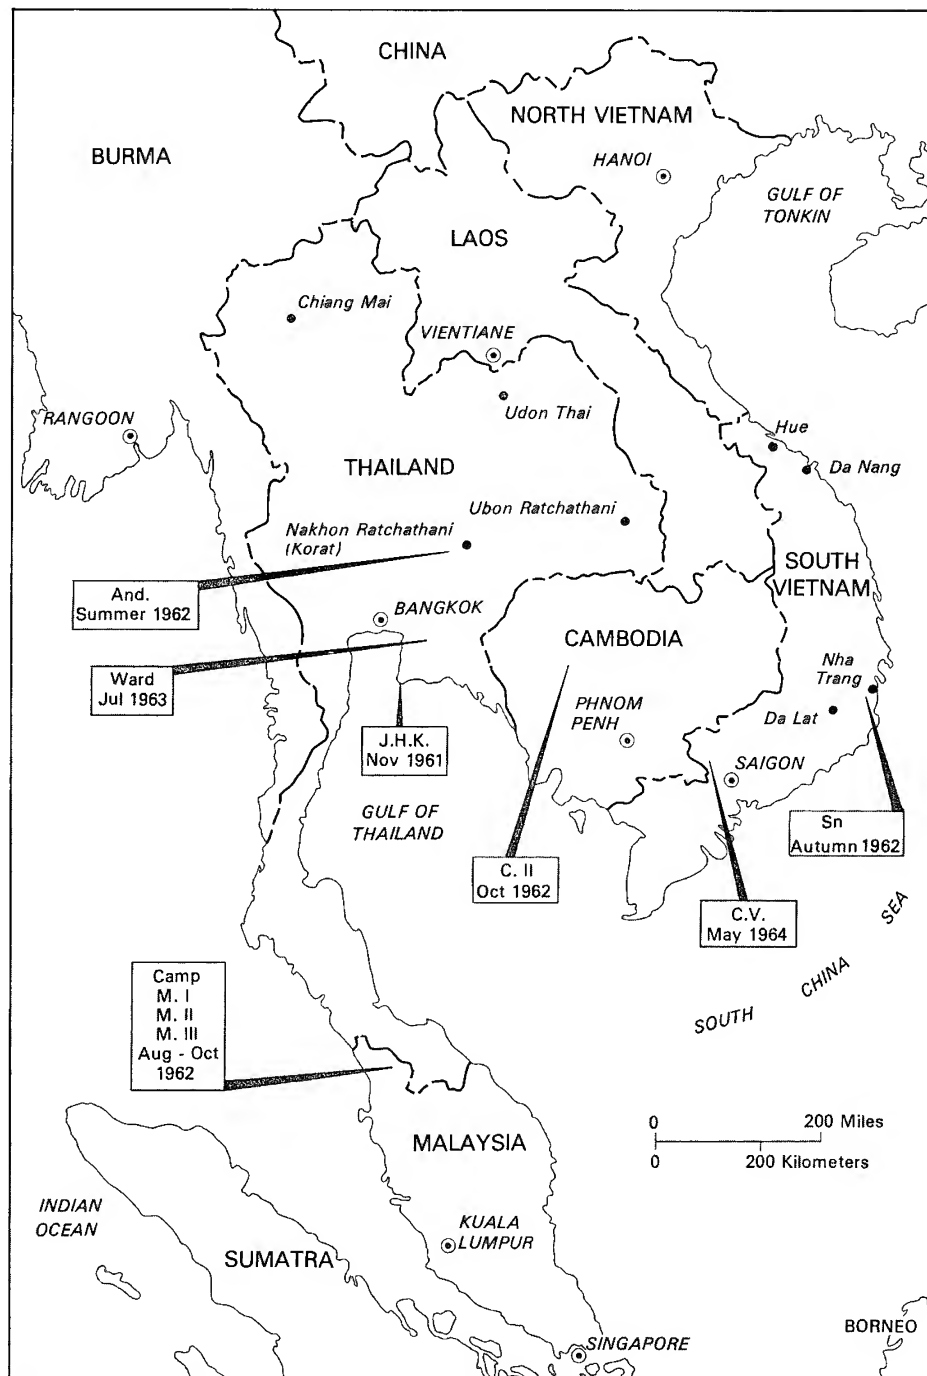 CHINA
NORTH VIETNAM
BURMA
HANOI
GULF OF
TONKIN
LAOS
Chiang Mai
VIENTIANE
Udon Thai
RANGOON
Hue
Da Nang
THAILAND
Ubon Ratchathani
Nakhon Ratchathani
(Korat)
SOUTH
VIETNAM
And.
Summer 1962
BANGKOK
CAMBODIA
Ward
Jul 1963
Nha
Trang
PHNOM
PENH
Da Lat
J.H.K.
Nov 1961
SAIGON
GULF OF
THAILAND
Sn
Autumn 1962
C. II
Oct 1962
C.V.
May 1964
SOUTH CHINA SEA
Camp
M. I
M. II
M. III
Aug - Oct
1962
0 200 Miles
0 200 Kilometers
MALAYSIA
INDIAN
OCEAN
KUALA
LUMPUR
SUMATRA
BORNEO
SINGAPORE